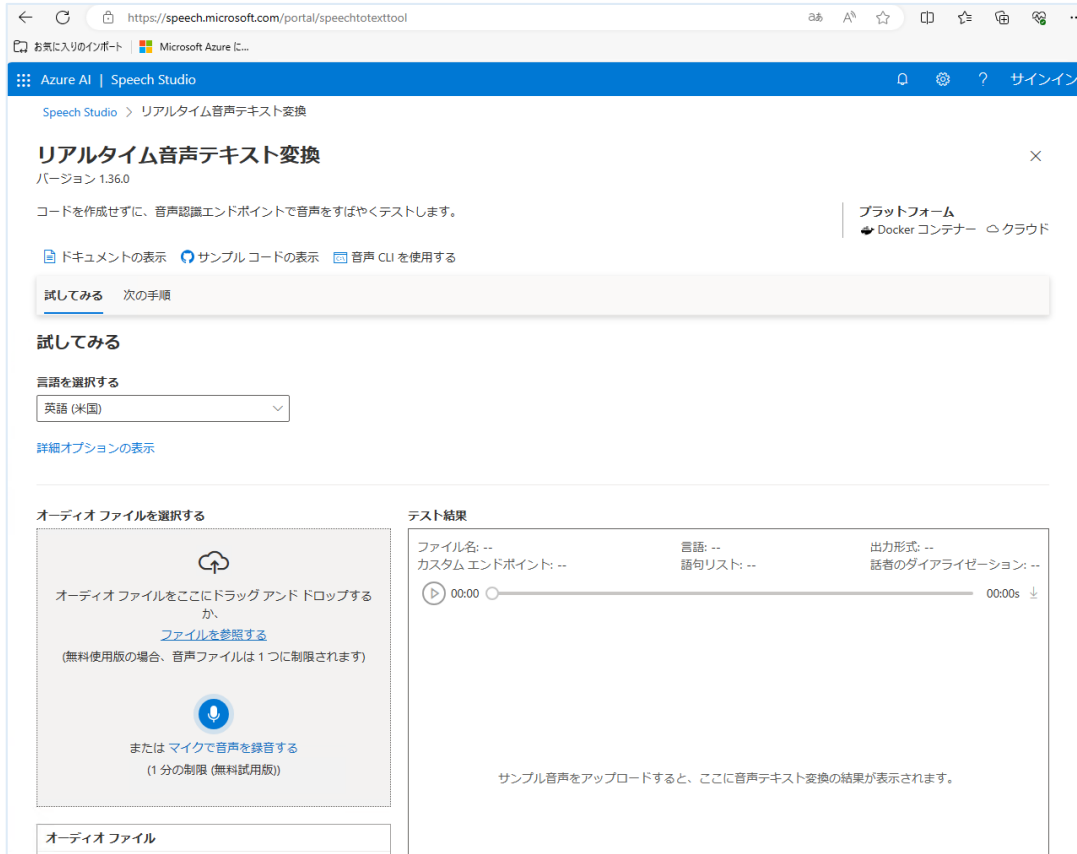 https://speech.microsoft.com/portal/speechtotexttool
お気に入りのインポート
Microsoft Azure に...
Azure AI | Speech Studio
サインイン
Speech Studio > リアルタイム音声テキスト変換
リアルタイム音声テキスト変換
バージョン 1.36.0
コードを作成せずに、音声認識エンドポイントで音声をすばやくテストします。
プラットフォーム
Docker コンテナー クラウド
ドキュメントの表示 サンプル コードの表示 音声 CLI を使用する
試してみる 次の手順
試してみる
言語を選択する
英語 (米国)
詳細オプションの表示
オーディオ ファイルを選択する
オーディオ ファイルをここにドラッグ アンド ドロップする
か、
ファイルを参照する
(無料使用版の場合、音声ファイルは 1 つに制限されます)
または マイクで音声を録音する
(1 分の制限 (無料試用版))
オーディオ ファイル
テスト結果
ファイル名: -- 言語: -- 出力形式: --
カスタム エンドポイント: -- 語句リスト: -- 話者のダイアライゼーション: --
00:00 00:00s
サンプル音声をアップロードすると、ここに音声テキスト変換の結果が表示されます。